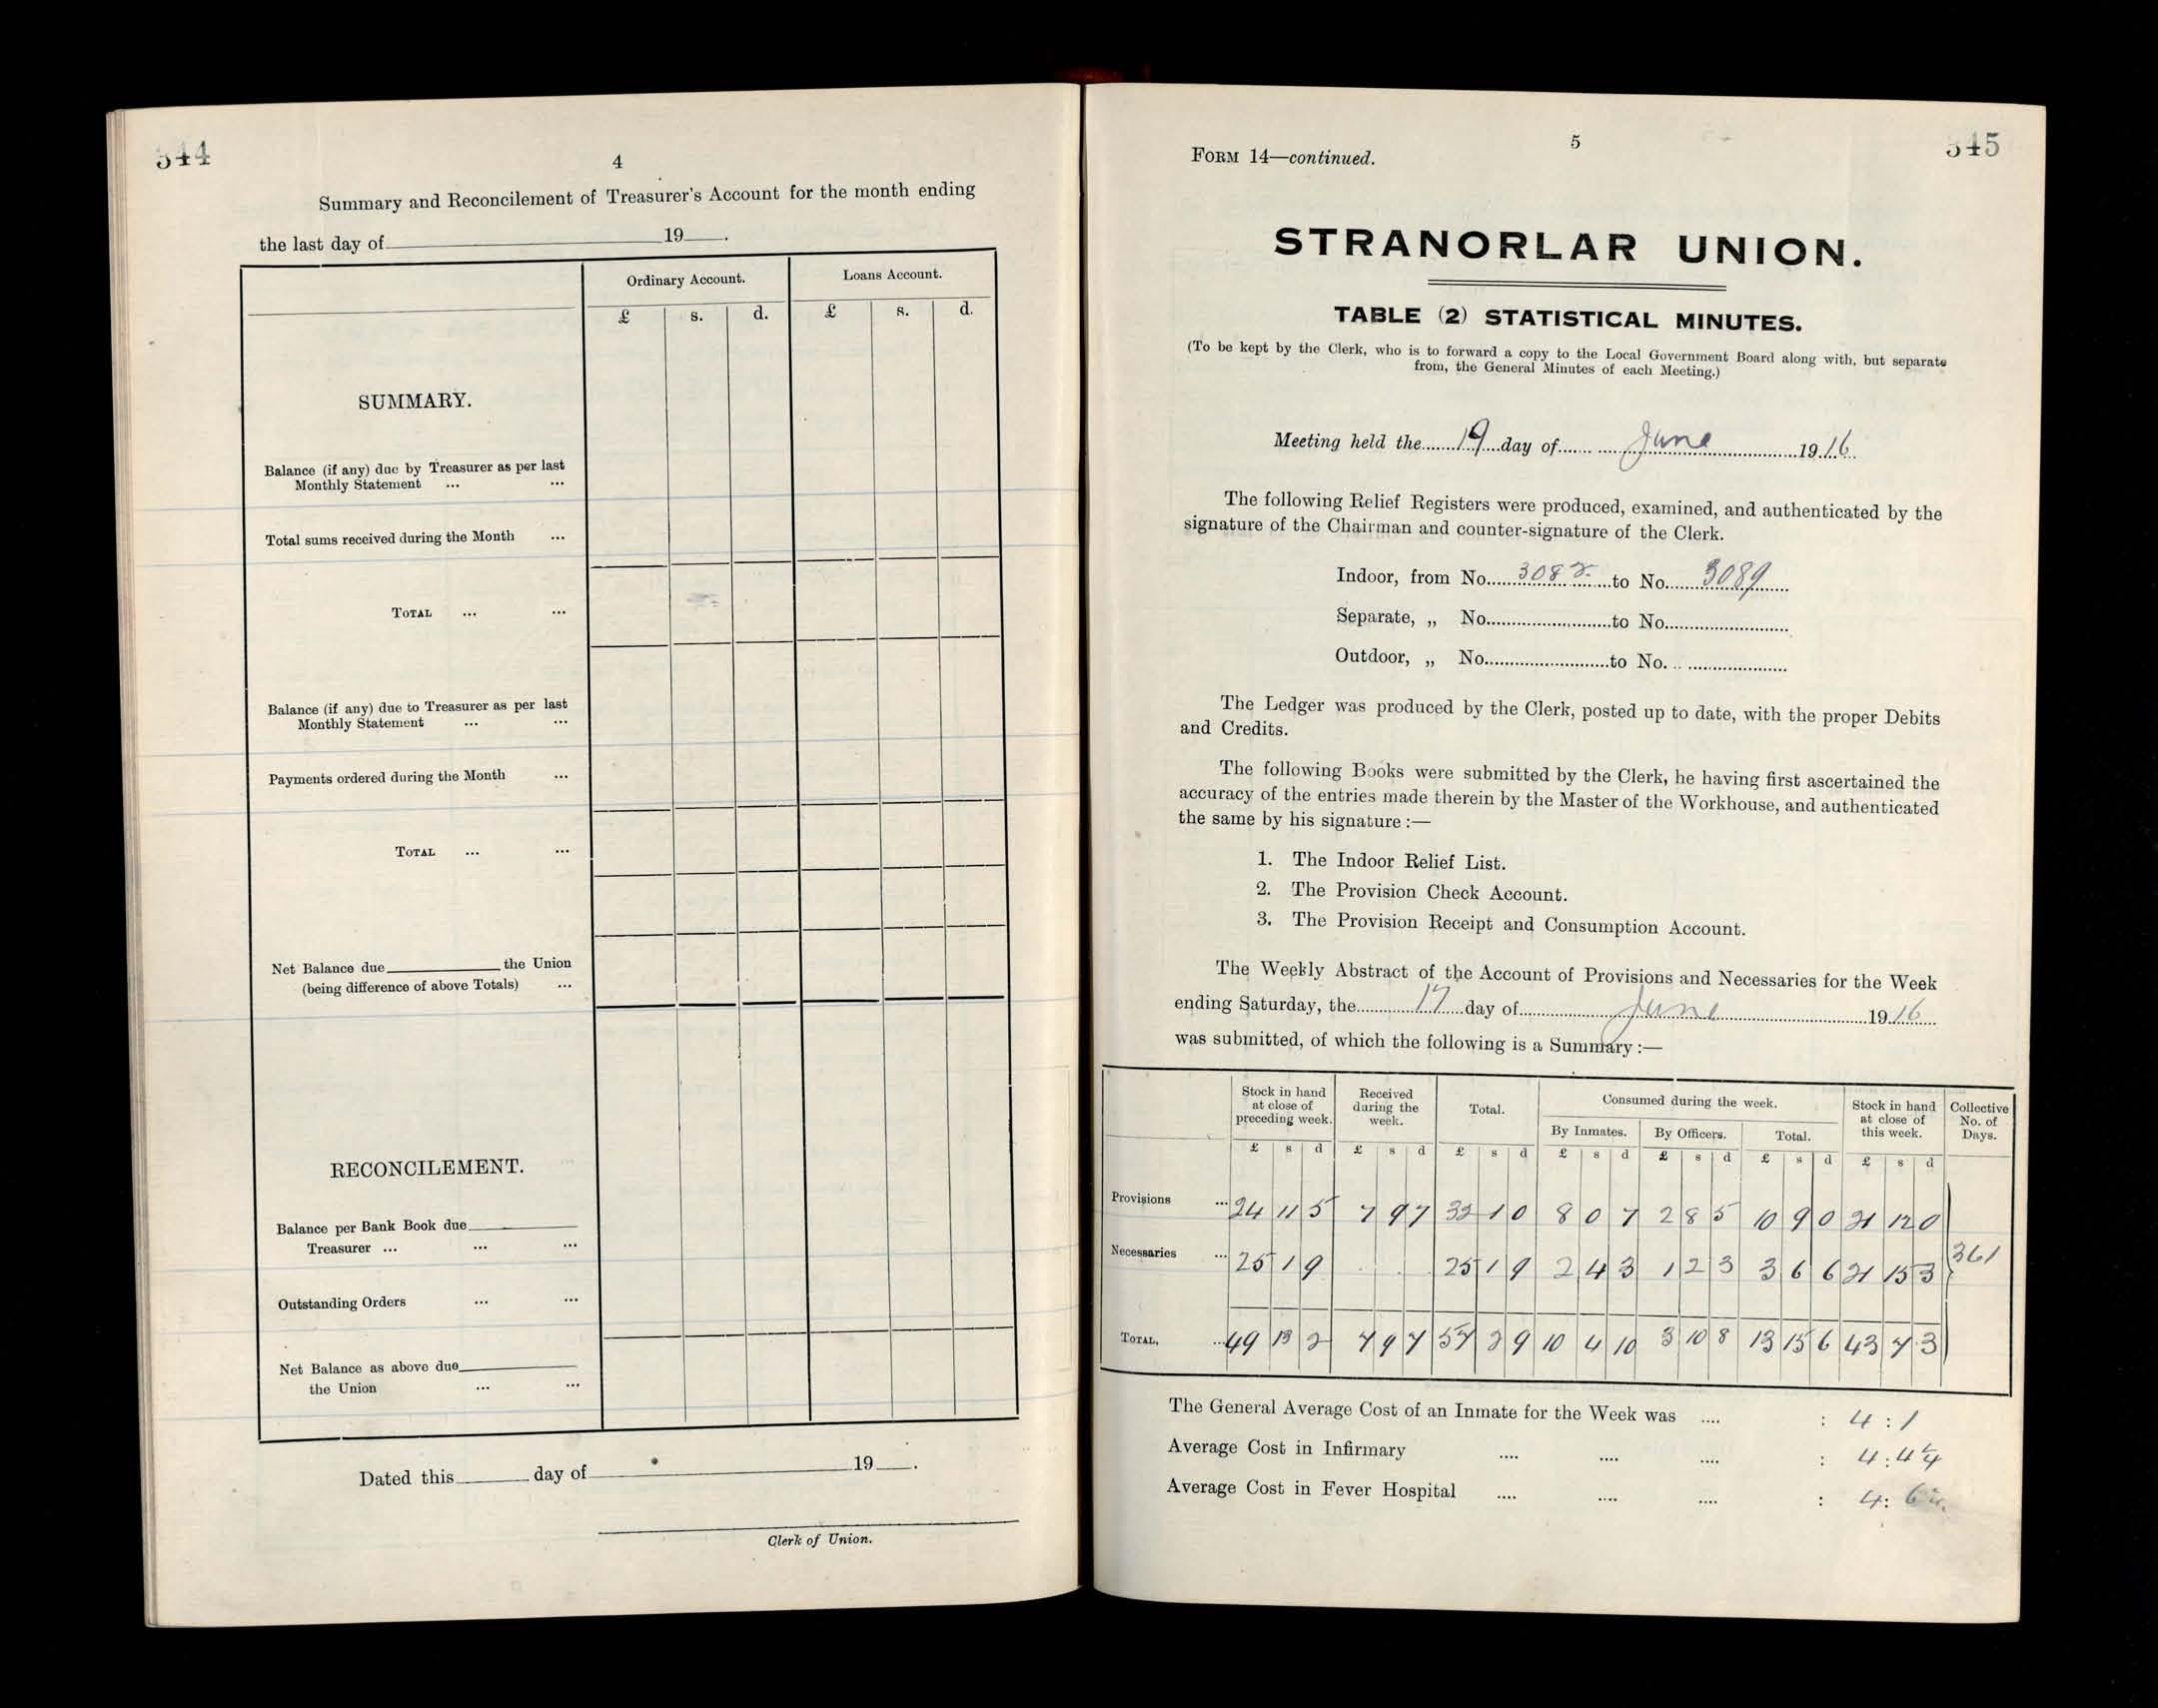 344
4
Summary and Reconcilement of Treasurer's Account for the month ending
the last day of 19 .
Ordinary Account. Loans Account.
£ s. d. £ s. d.
SUMMARY.
Balance (if any) due by Treasurer as per last
Monthly Statement ... ...
Total sums received during the Month ...
TOTAL ... ...
Balance (if any) due to Treasurer as per last
Monthly Statement ... ...
Payments ordered during the Month ...
TOTAL ... ...
Net Balance due the Union
(being difference of above Totals) ...
RECONCILEMENT.
Balance per Bank Book due
Treasurer ... ... ...
Outstanding Orders ... ...
Net Balance as above due
the Union ... ...
Dated this day of 19 .
Clerk of Union.
5
345
FORM 14—continued.
STRANORLAR UNION.
TABLE (2) STATISTICAL MINUTES.
(To be kept by the Clerk, who is to forward a copy to the Local Government Board along with, but separate
from, the General Minutes of each Meeting.)
Meeting held the 19 day of June 1916.
The following Relief Registers were produced, examined, and authenticated by the
signature of the Chairman and counter-signature of the Clerk.
Indoor, from No. 3082 to No. 3089
Separate, „ No. to No.
Outdoor, „ No. to No.
The Ledger was produced by the Clerk, posted up to date, with the proper Debits
and Credits.
The following Books were submitted by the Clerk, he having first ascertained the
accuracy of the entries made therein by the Master of the Workhouse, and authenticated
the same by his signature :—
1. The Indoor Relief List.
2. The Provision Check Account.
3. The Provision Receipt and Consumption Account.
The Weekly Abstract of the Account of Provisions and Necessaries for the Week
ending Saturday, the 17 day of June 1916
was submitted, of which the following is a Summary :—
Stock in hand at close of preceding week. Received during the week. Total. Consumed during the week. Stock in hand at close of this week. Collective No. of Days.
By Inmates. By Officers. Total.
£ s d £ s d £ s d £ s d £ s d £ s d £ s d
Provisions ... 24 11 5 7 9 7 32 1 0 8 0 7 2 8 5 10 9 0 21 12 0
Necessaries ... 25 1 9 25 1 9 2 4 3 1 2 3 3 6 6 21 15 3 361
TOTAL, ... 49 13 2 7 9 7 57 2 9 10 4 10 3 10 8 13 15 6 43 7 3
The General Average Cost of an Inmate for the Week was .... : 4 : 1
Average Cost in Infirmary .... .... .... : 4 : 4
Average Cost in Fever Hospital .... .... .... : 4 : 6